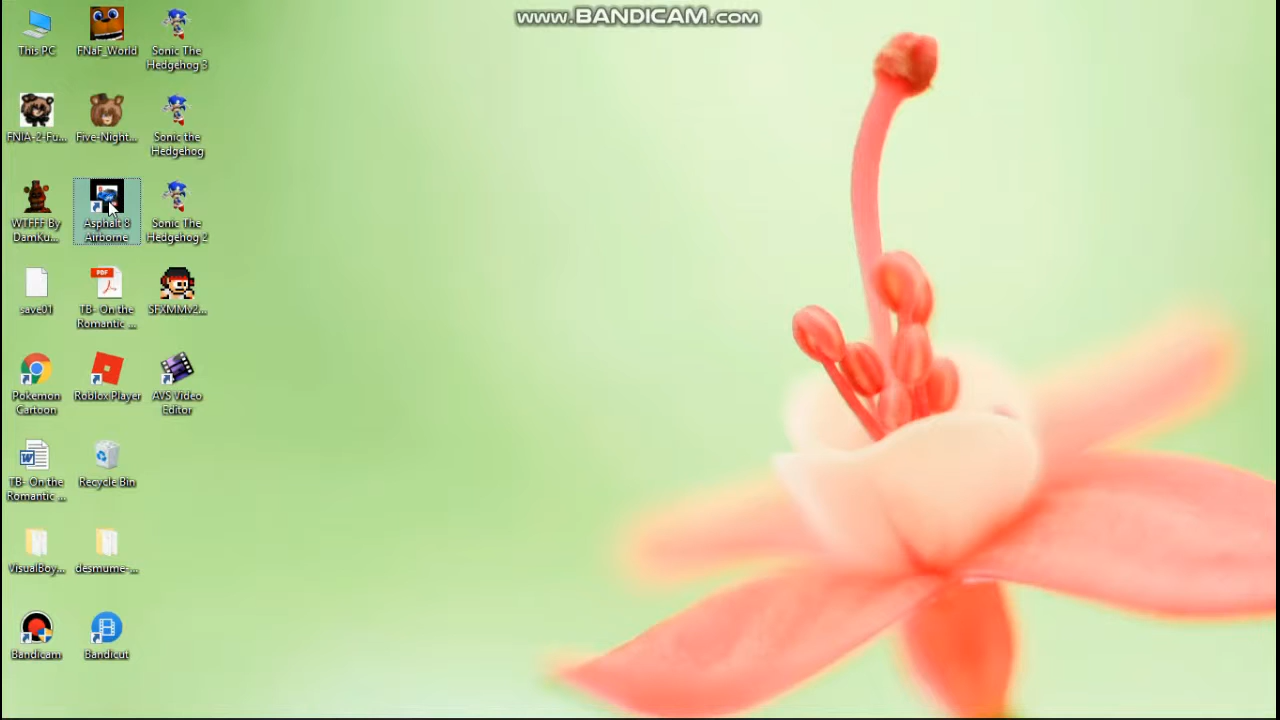 www.BANDICAM.com
This PC
FNaF_World
Sonic The
Hedgehog 3
FNIA-2-Fu...
Five-Night...
Sonic the
Hedgehog
WTFFF By
DamKu...
Asphalt 8
Airborne
Sonic The
Hedgehog 2
save01
PDF
TB- On the
Romantic ...
SFXMMv2...
Pokemon
Cartoon
Roblox Player
AVS Video
Editor
TB- On the
Romantic ...
Recycle Bin
VisualBoy...
desmume-...
Bandicam
Bandicut